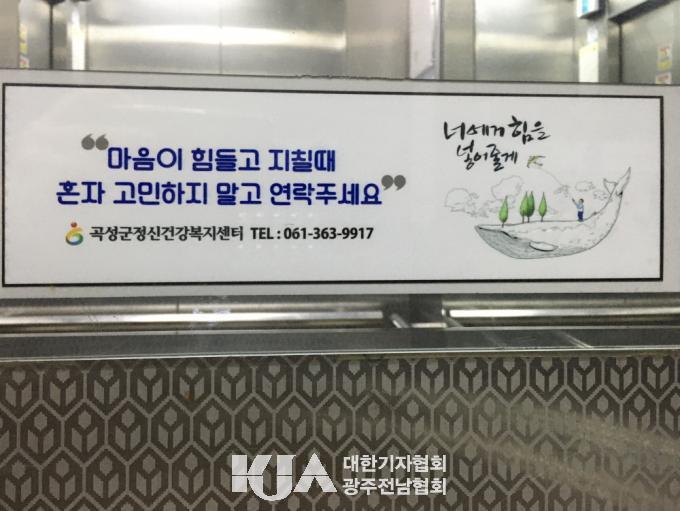 “마음이 힘들고 지칠때
혼자 고민하지 말고 연락주세요”
곡성군정신건강복지센터 TEL : 061-363-9917
너에게 힘을
넣어줄게
KJA 대한기자협회
광주전남협회